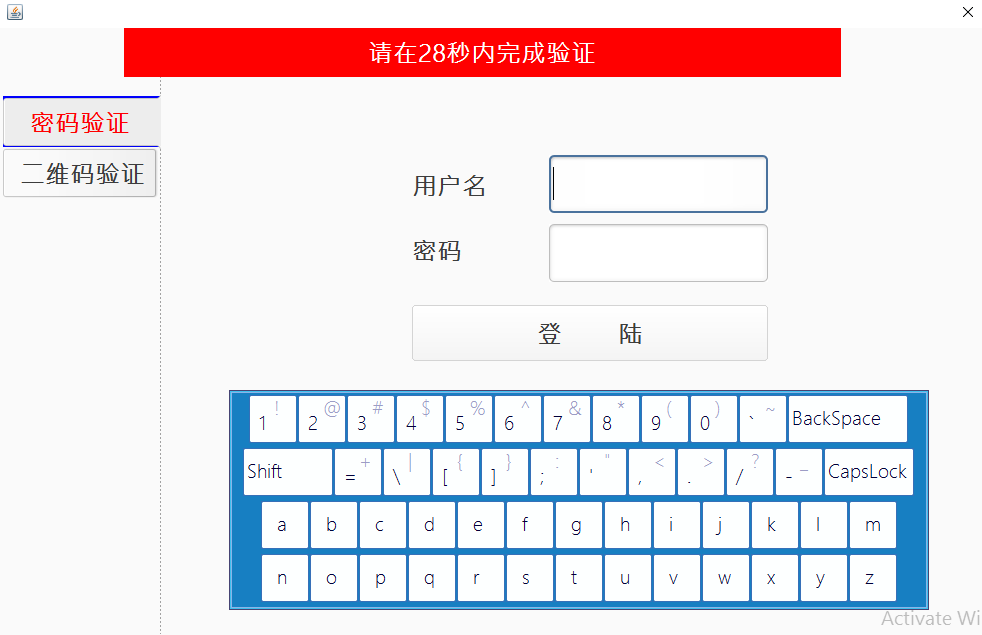 请在28秒内完成验证
密码验证
二维码验证
用户名
密码
登 陆
1 ! 2 @ 3 # 4 $ 5 % 6 ^ 7 & 8 * 9 ( 0 ) ` ~ BackSpace
Shift = + \ | [ { ] } ; : ' " , < . > / ? - _ CapsLock
a b c d e f g h i j k l m
n o p q r s t u v w x y z
Activate Wi